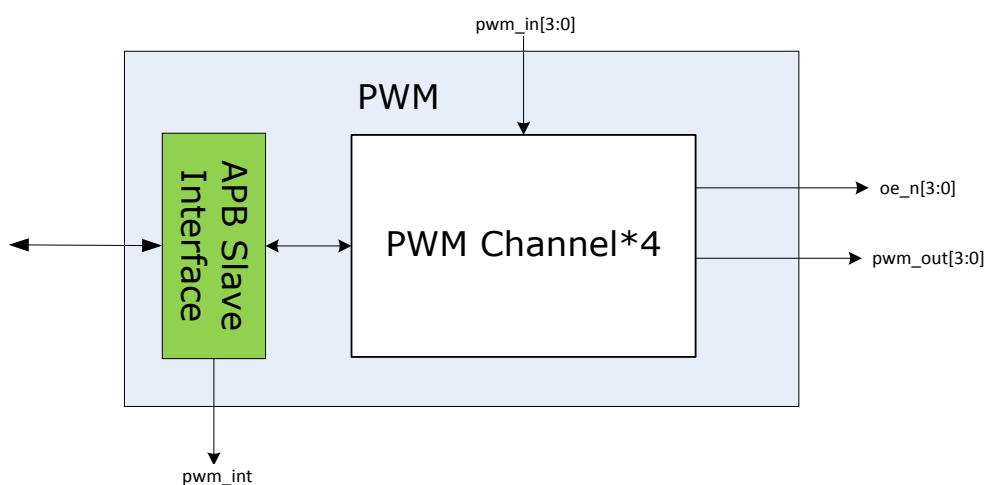 pwm_in[3:0]
PWM
APB Slave
Interface
PWM Channel*4
oe_n[3:0]
pwm_out[3:0]
pwm_int